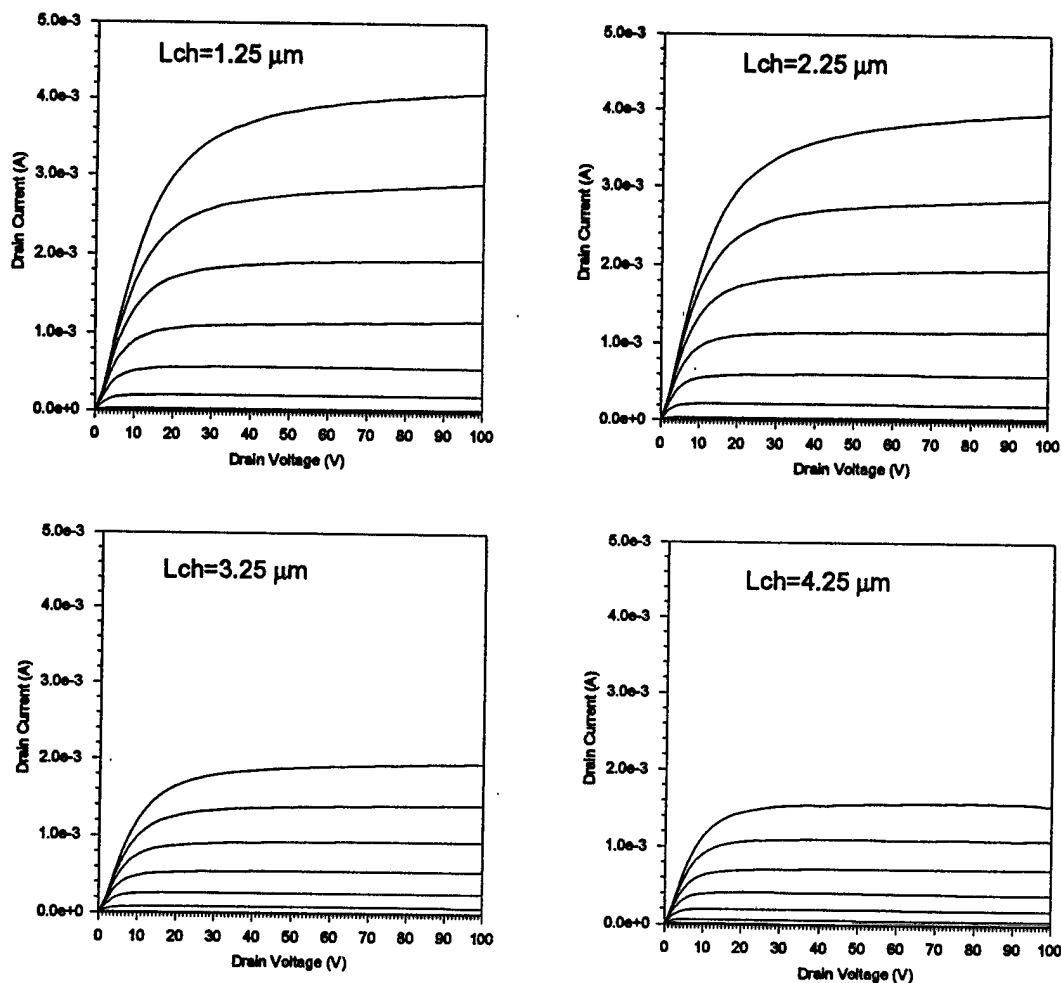 5.0e-3
Lch=1.25 µm
4.0e-3
3.0e-3
2.0e-3
1.0e-3
0.0e+0
Drain Current (A)
0 10 20 30 40 50 60 70 80 90 100
Drain Voltage (V)
5.0e-3
Lch=2.25 µm
4.0e-3
3.0e-3
2.0e-3
1.0e-3
0.0e+0
Drain Current (A)
0 10 20 30 40 50 60 70 80 90 100
Drain Voltage (V)
5.0e-3
Lch=3.25 µm
4.0e-3
3.0e-3
2.0e-3
1.0e-3
0.0e+0
Drain Current (A)
0 10 20 30 40 50 60 70 80 90 100
Drain Voltage (V)
5.0e-3
Lch=4.25 µm
4.0e-3
3.0e-3
2.0e-3
1.0e-3
0.0e+0
Drain Current (A)
0 10 20 30 40 50 60 70 80 90 100
Drain Voltage (V)